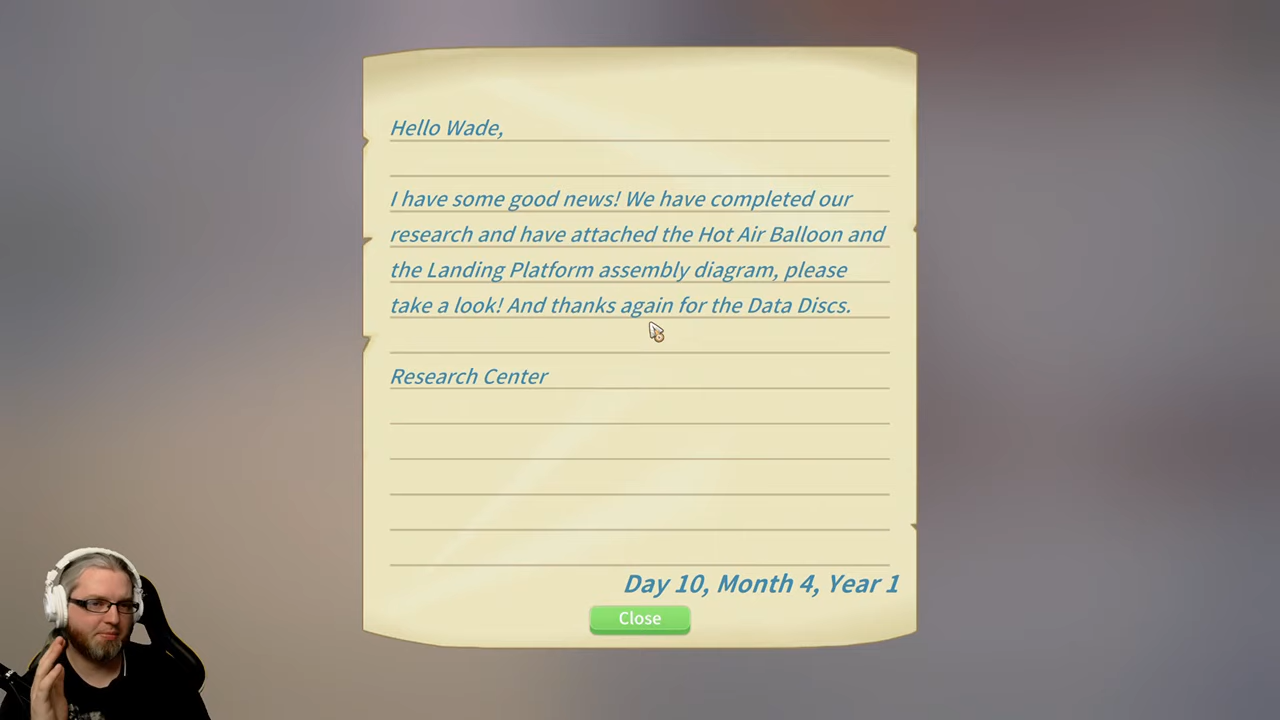 Hello Wade,
I have some good news! We have completed our
research and have attached the Hot Air Balloon and
the Landing Platform assembly diagram, please
take a look! And thanks again for the Data Discs.
Research Center
Day 10, Month 4, Year 1
Close